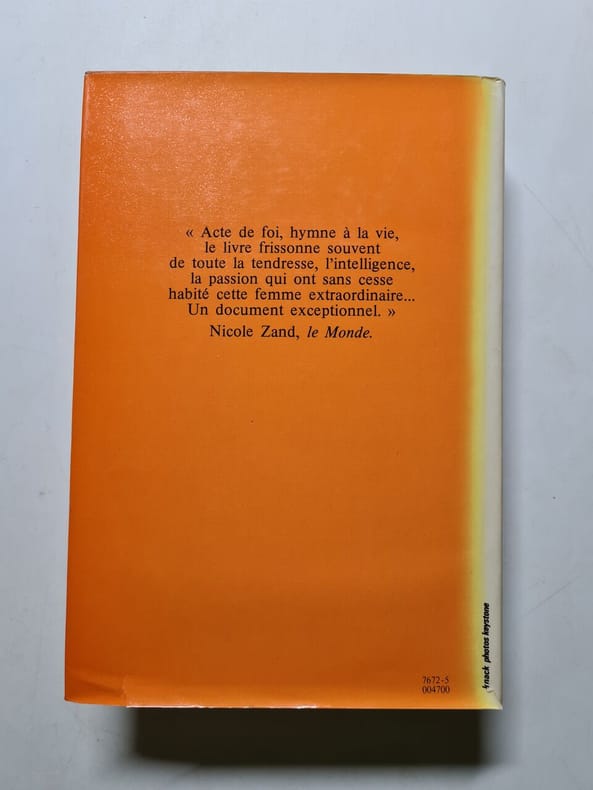 « Acte de foi, hymne à la vie,
le livre frissonne souvent
de toute la tendresse, l'intelligence,
la passion qui ont sans cesse
habité cette femme extraordinaire...
Un document exceptionnel. »
Nicole Zand, le Monde.
7672-5
004700
photos keystone